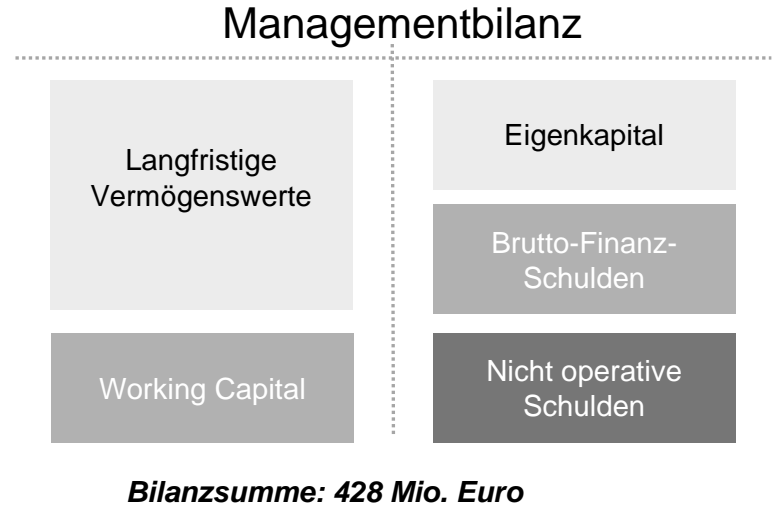 Managementbilanz
Langfristige
Vermögenswerte
Working Capital
Eigenkapital
Brutto-Finanz-
Schulden
Nicht operative
Schulden
Bilanzsumme: 428 Mio. Euro